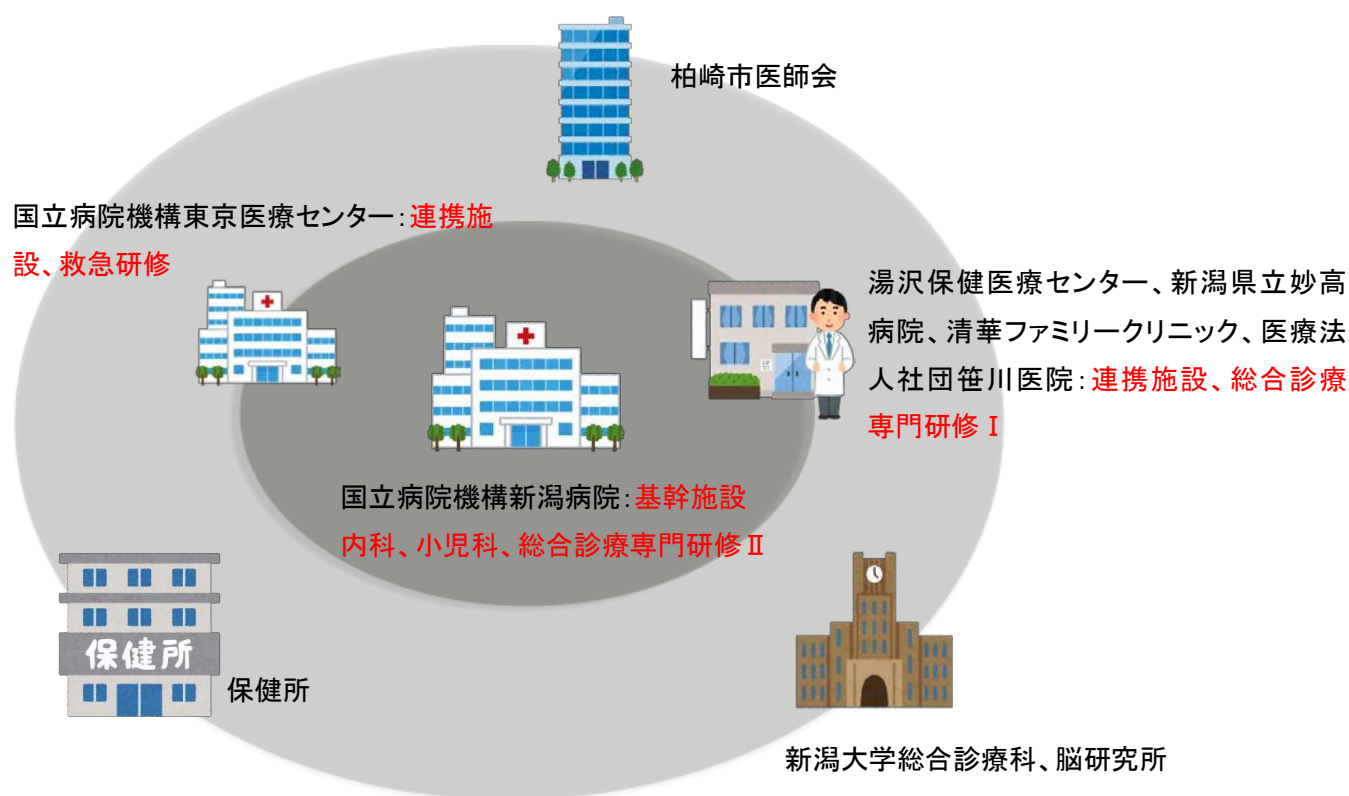 柏崎市医師会
国立病院機構東京医療センター：連携施
設、救急研修
湯沢保健医療センター、新潟県立妙高
病院、清華ファミリークリニック、医療法
人社団笹川医院：連携施設、総合診療
専門研修Ⅰ
国立病院機構新潟病院：基幹施設
内科、小児科、総合診療専門研修Ⅱ
保健所
保健所
新潟大学総合診療科、脳研究所